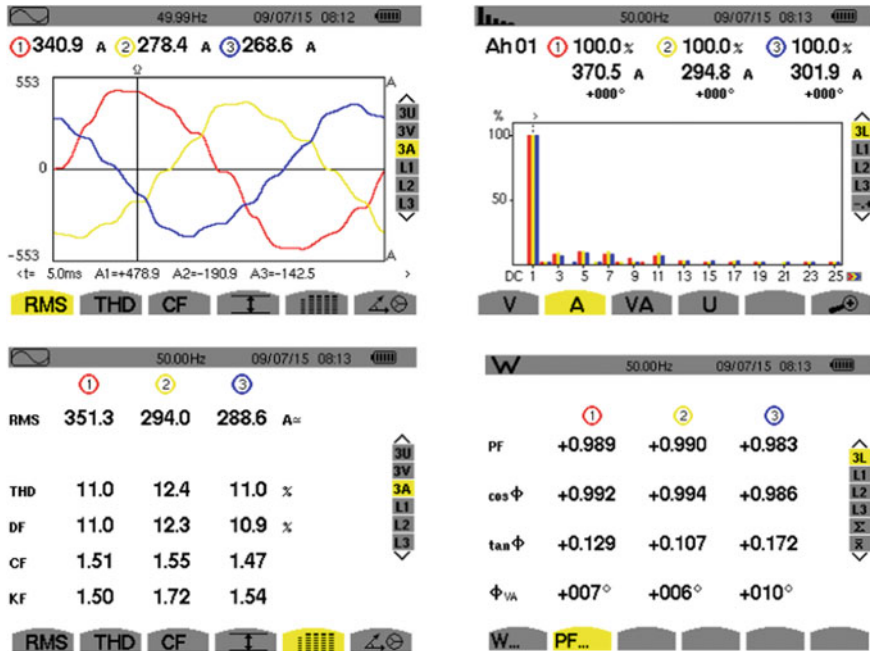 49.99Hz 09/07/15 08:12
1 340.9 A 2 278.4 A 3 268.6 A
553
0
-553
A
A
3U
3V
3A
L1
L2
L3
<t= 5.0ms A1=+478.9 A2=-190.9 A3=-142.5 >
RMS THD CF
50.00Hz 09/07/15 08:13
Ah 01 1 100.0 % 2 100.0 % 3 100.0 %
370.5 A 294.8 A 301.9 A
+000° +000° +000°
%
>
100
50
3L
L1
L2
L3
-.+
DC 1 3 5 7 9 11 13 15 17 19 21 23 25
V A VA U
50.00Hz 09/07/15 08:13
1 2 3
RMS 351.3 294.0 288.6 A≃
THD 11.0 12.4 11.0 %
DF 11.0 12.3 10.9 %
CF 1.51 1.55 1.47
KF 1.50 1.72 1.54
3U
3V
3A
L1
L2
L3
RMS THD CF
W 50.00Hz 09/07/15 08:13
1 2 3
PF +0.989 +0.990 +0.983
cos Φ +0.992 +0.994 +0.986
tan Φ +0.129 +0.107 +0.172
ΦVA +007° +006° +010°
3L
L1
L2
L3
Σ
x̄
W... PF...